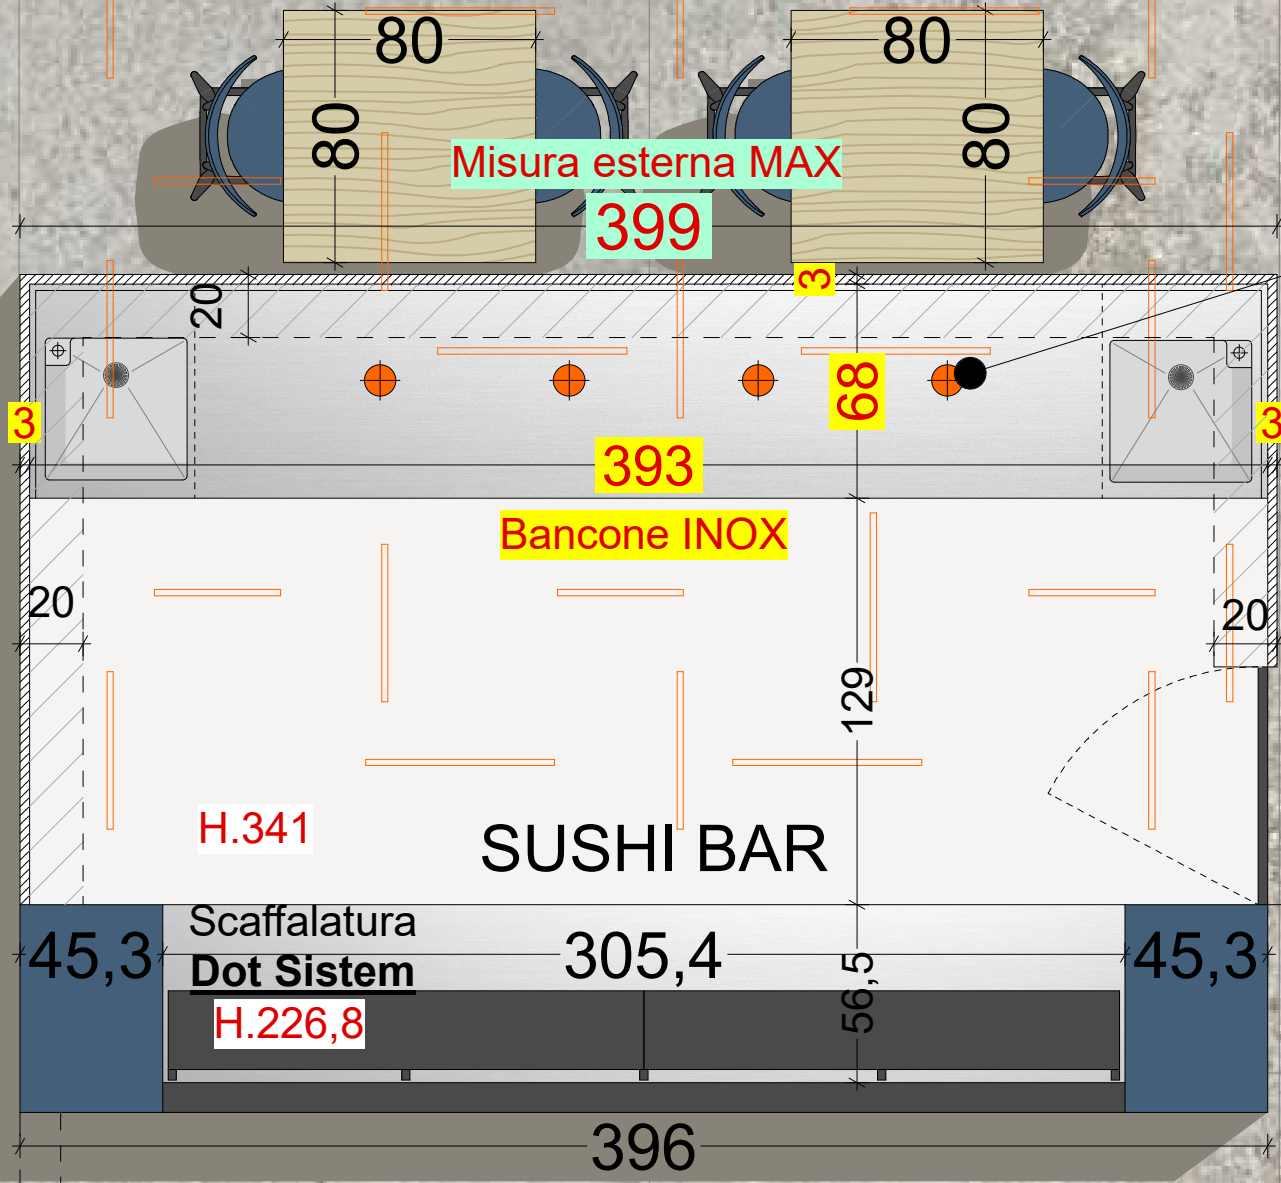 80
80
80
80
Misura esterna MAX
399
3
20
68
3
3
393
Bancone INOX
20
20
129
H.341
SUSHI BAR
Scaffalatura
Dot Sistem
H.226,8
45,3
305,4
45,3
56,5
396